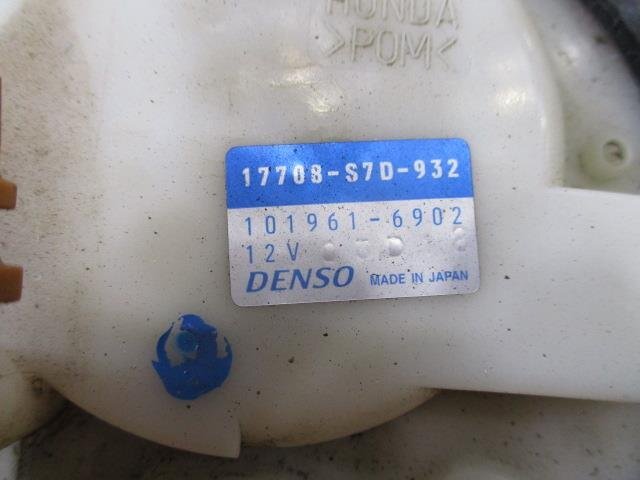 HONDA
>POM<
17708-S7D-932
101961-6902
12V
DENSO MADE IN JAPAN